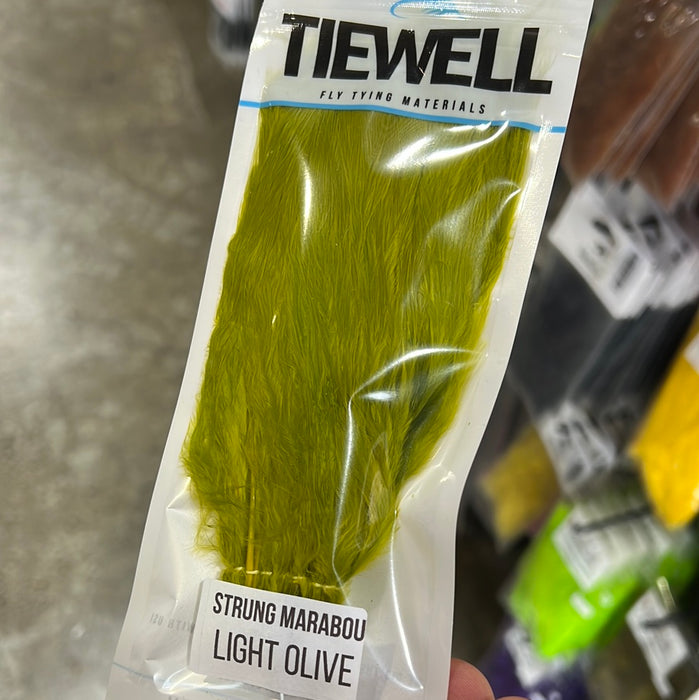 TIEWELL
FLY TYING MATERIALS
STRUNG MARABOU
LIGHT OLIVE